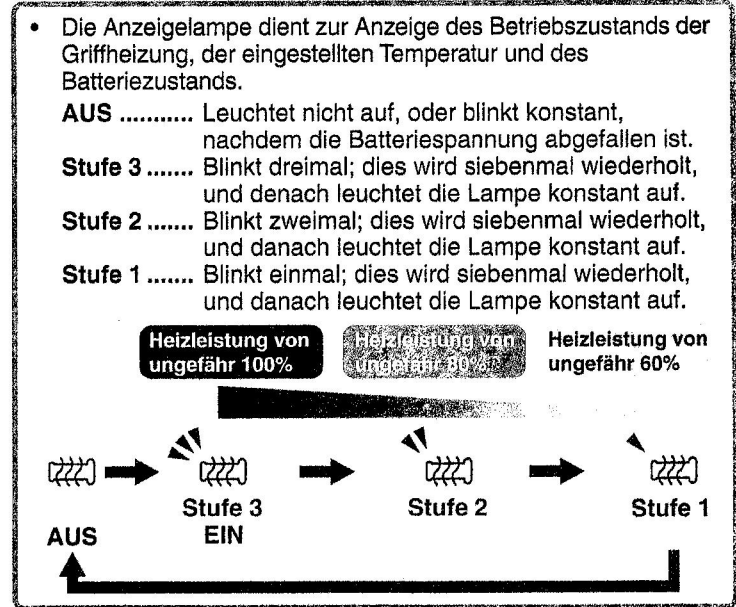 • Die Anzeigelampe dient zur Anzeige des Betriebszustands der
Griffheizung, der eingestellten Temperatur und des
Batteriezustands.
AUS ........... Leuchtet nicht auf, oder blinkt konstant,
nachdem die Batteriespannung abgefallen ist.
Stufe 3 ....... Blinkt dreimal; dies wird siebenmal wiederholt,
und denach leuchtet die Lampe konstant auf.
Stufe 2 ....... Blinkt zweimal; dies wird siebenmal wiederholt,
und danach leuchtet die Lampe konstant auf.
Stufe 1 ....... Blinkt einmal; dies wird siebenmal wiederholt,
und danach leuchtet die Lampe konstant auf.
Heizleistung von
ungefähr 100%
Heizleistung von
ungefähr 80%
Heizleistung von
ungefähr 60%
Stufe 3
EIN
Stufe 2
Stufe 1
AUS